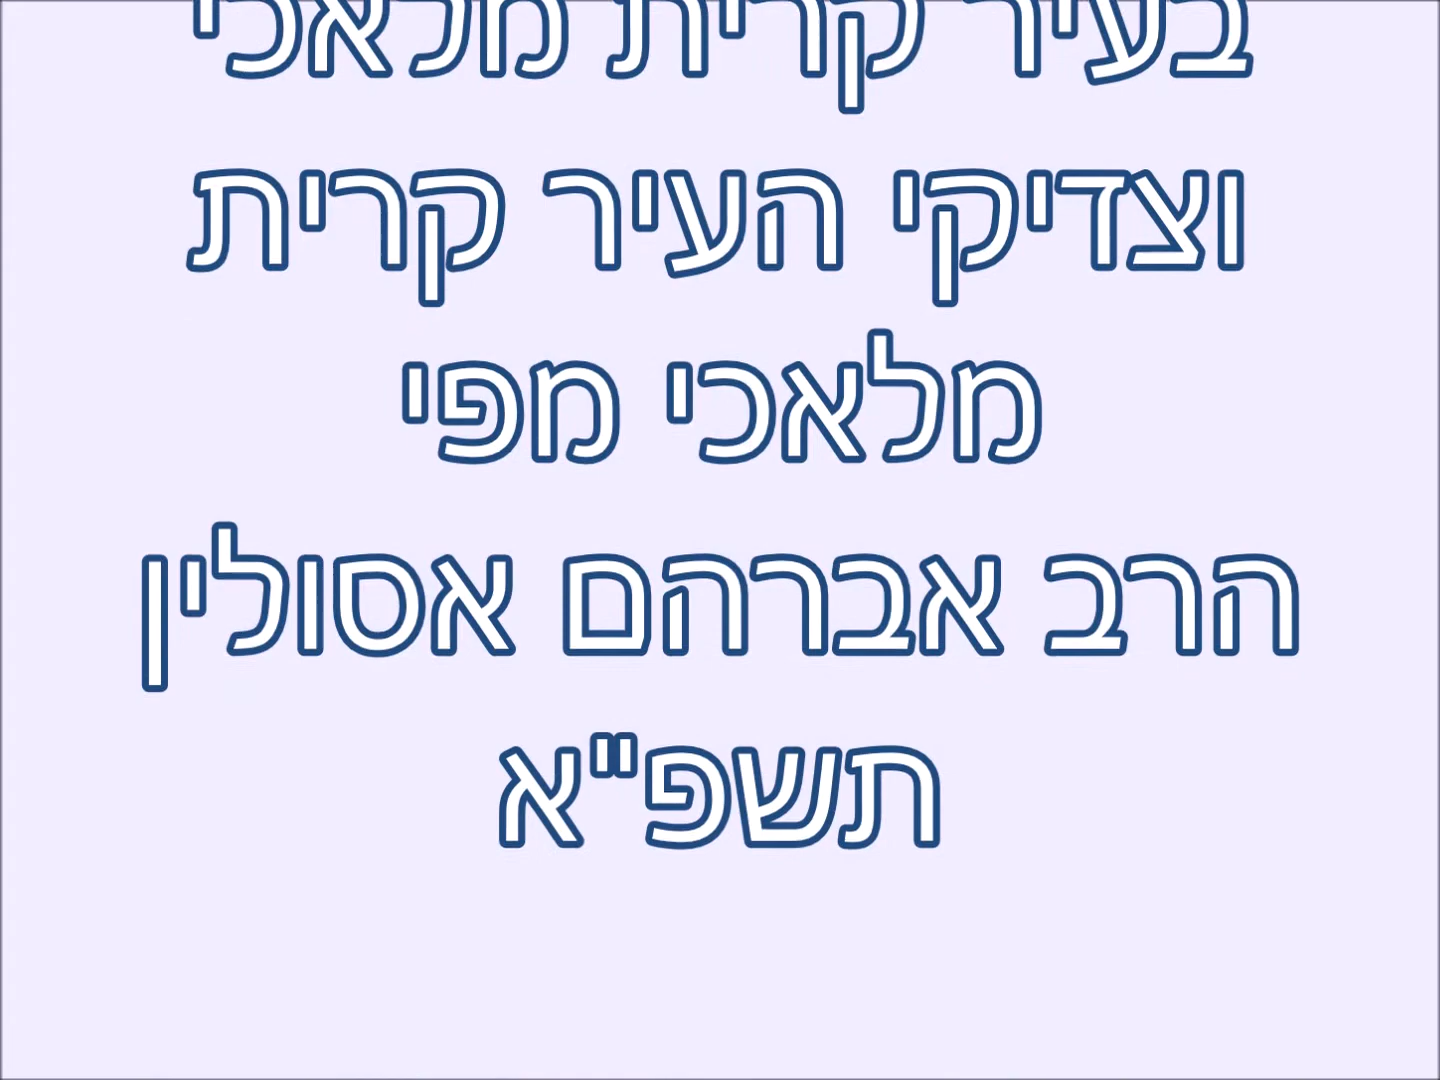 בעיר קרית מלאכי
וצדיקי העיר קרית
מלאכי מפי
הרב אברהם אסולין
תשפ"א